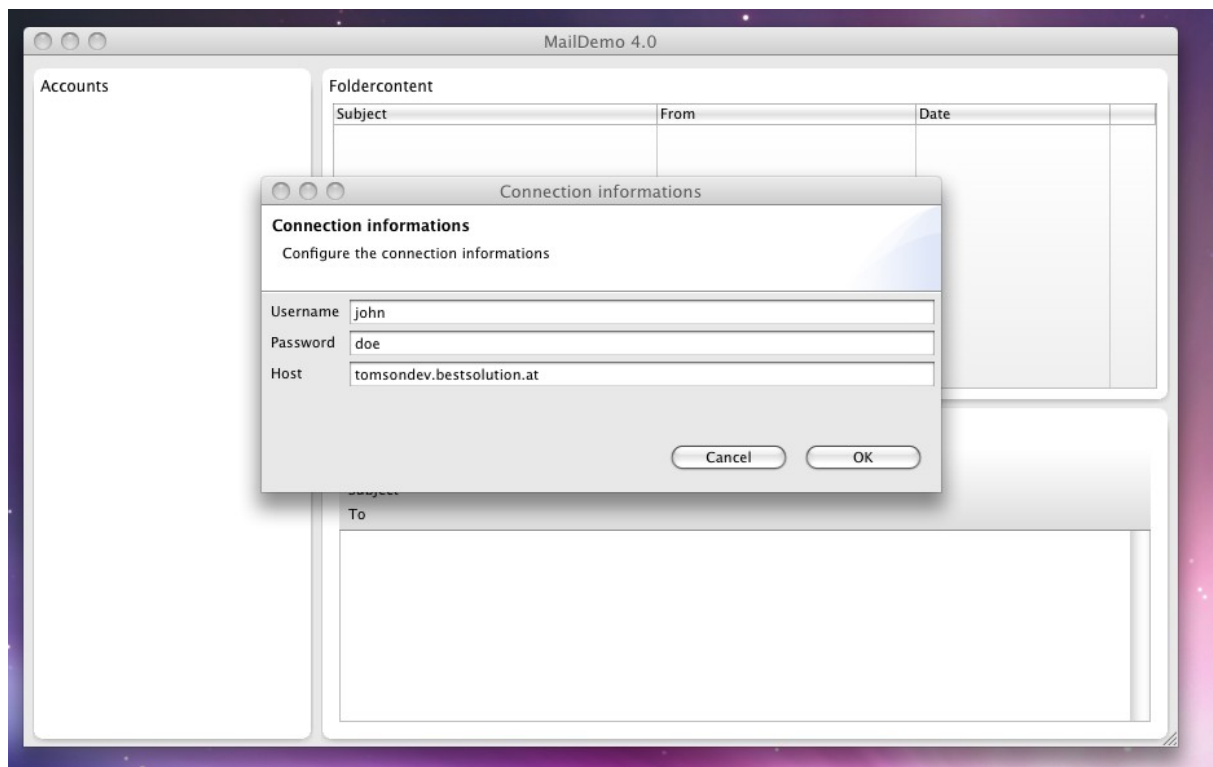 MailDemo 4.0
Accounts
Foldercontent
Subject From Date
Connection informations
Connection informations
Configure the connection informations
Username john
Password doe
Host tomsondev.bestsolution.at
Cancel OK
Subject
To